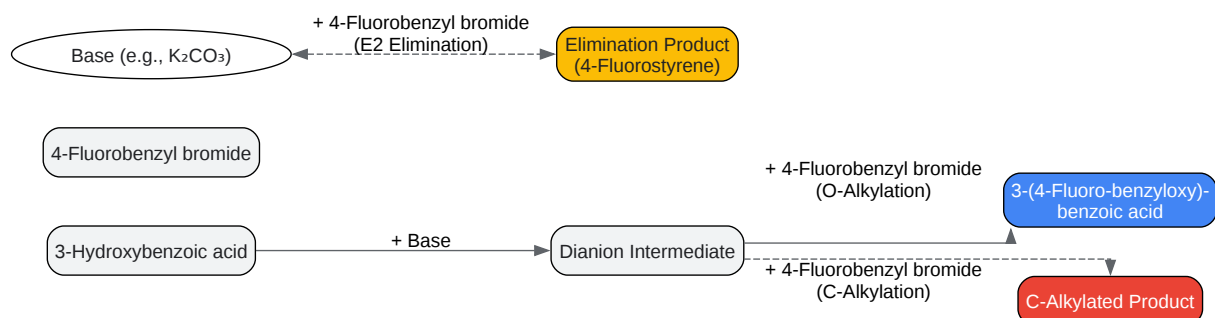 + 4-Fluorobenzyl bromide
(E2 Elimination)
Base (e.g., K₂CO₃)
Elimination Product
(4-Fluorostyrene)
4-Fluorobenzyl bromide
+ 4-Fluorobenzyl bromide
(O-Alkylation)
3-(4-Fluoro-benzyloxy)-
benzoic acid
3-Hydroxybenzoic acid
+ Base
Dianion Intermediate
+ 4-Fluorobenzyl bromide
(C-Alkylation)
C-Alkylated Product